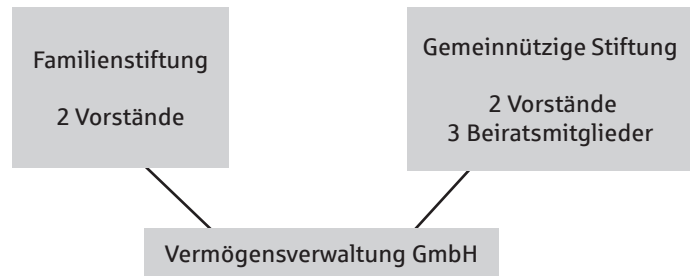 Familienstiftung
2 Vorstände
Gemeinnützige Stiftung
2 Vorstände
3 Beiratsmitglieder
Vermögensverwaltung GmbH